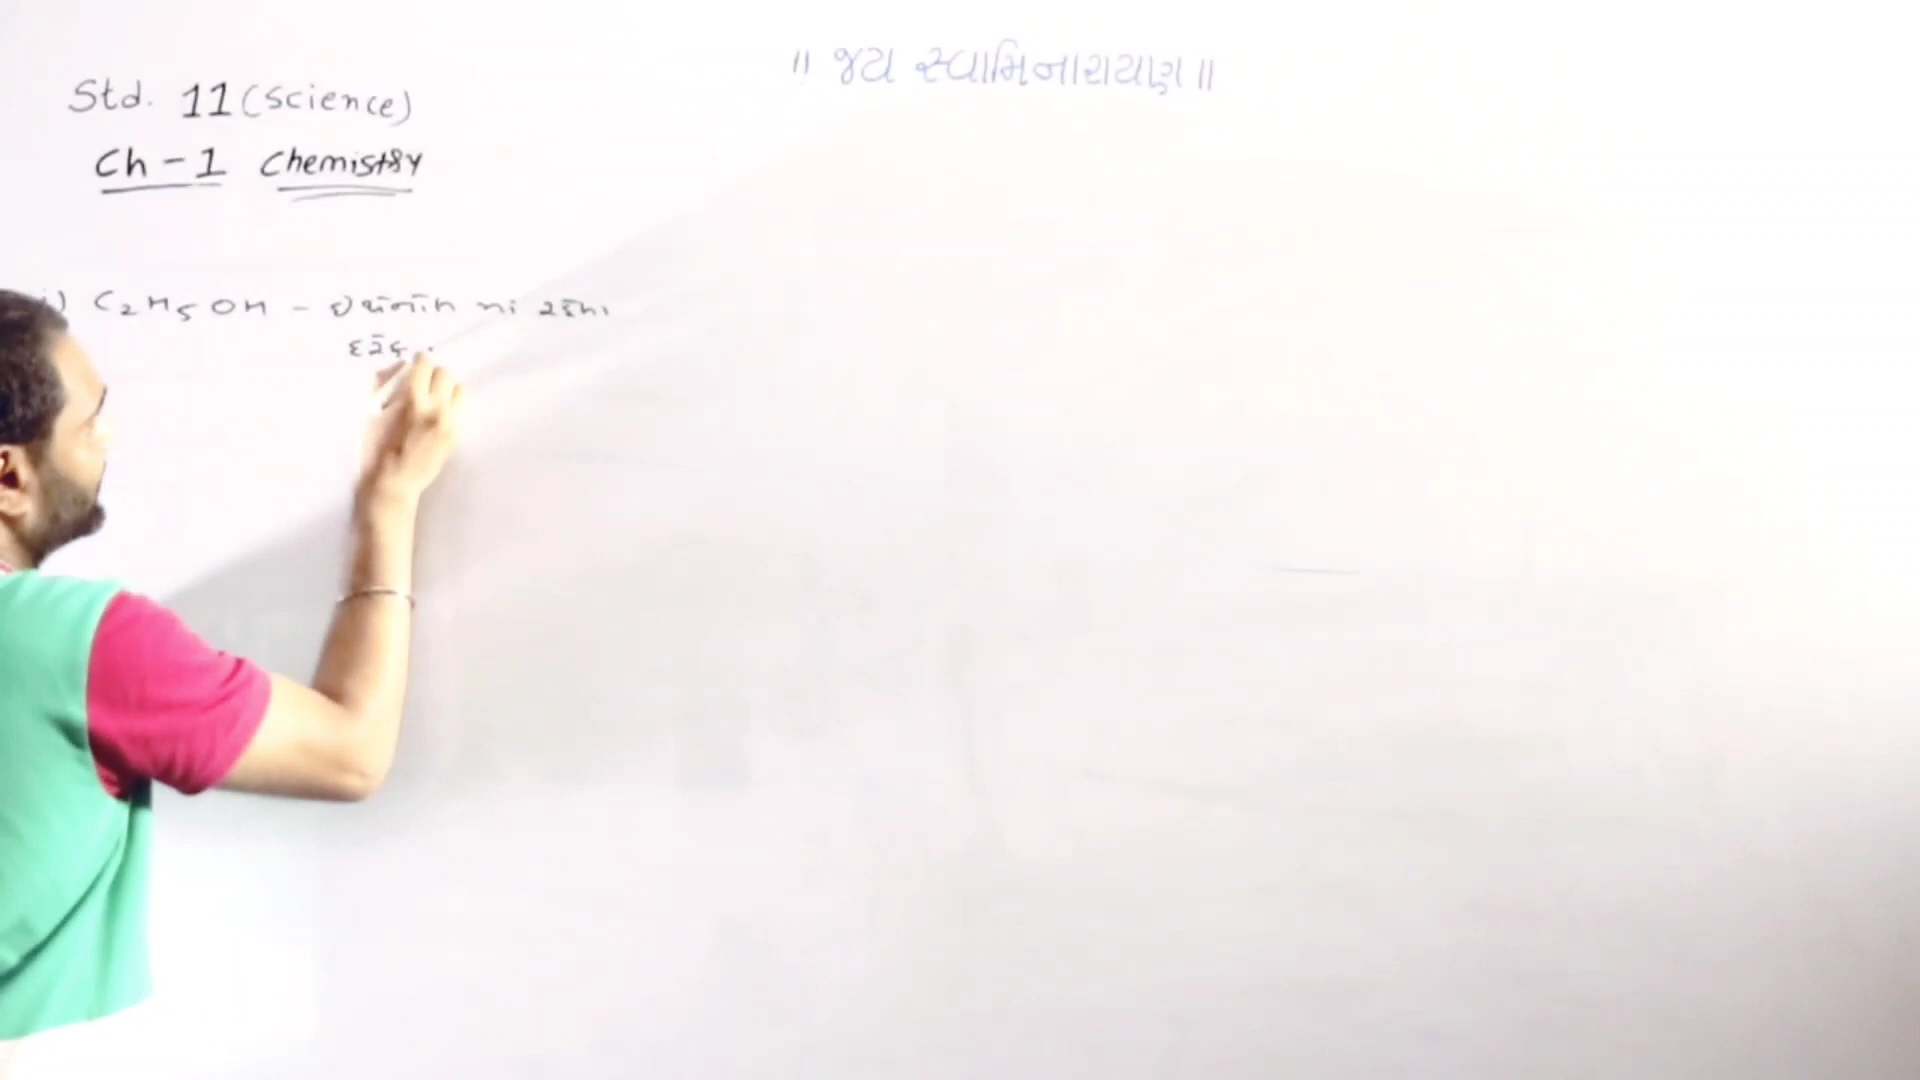 ॥ જય સ્વામિનારાયણ ॥
Std. 11 (Science)
Ch - 1 Chemistry
i) C₂H₅OH - ઇથેનોલ માં રહેલા
દરેક